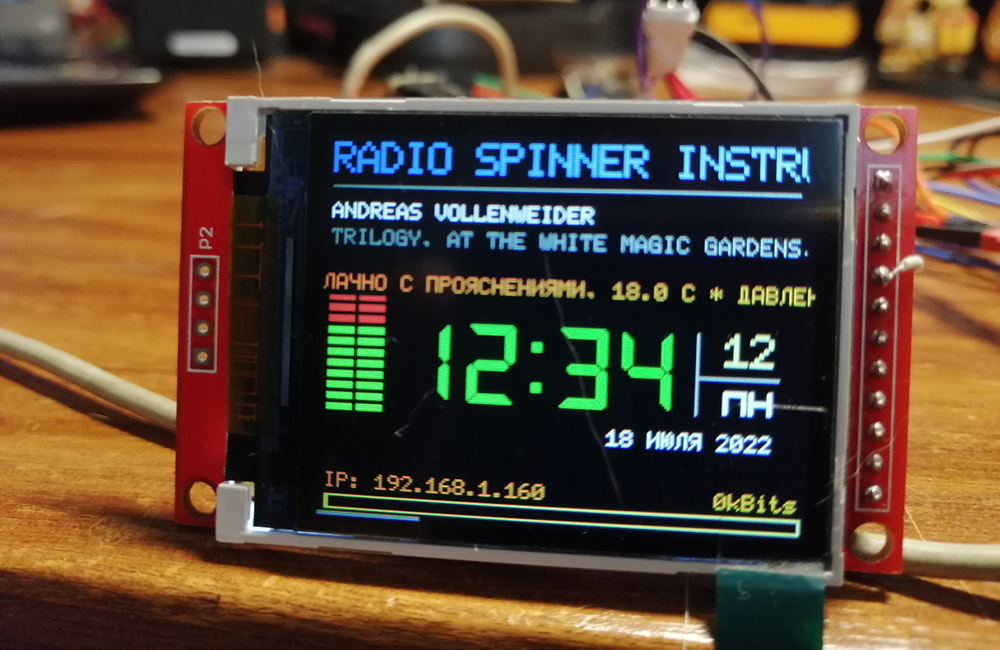 RADIO SPINNER INSTRU
ANDREAS VOLLENWEIDER
TRILOGY. AT THE WHITE MAGIC GARDENS.
ЛАЧНО С ПРОЯСНЕНИЯМИ. 18.0 C * ДАВЛЕН
12:34
12
ПН
18 ИЮЛЯ 2022
IP: 192.168.1.160
0kBits
P2